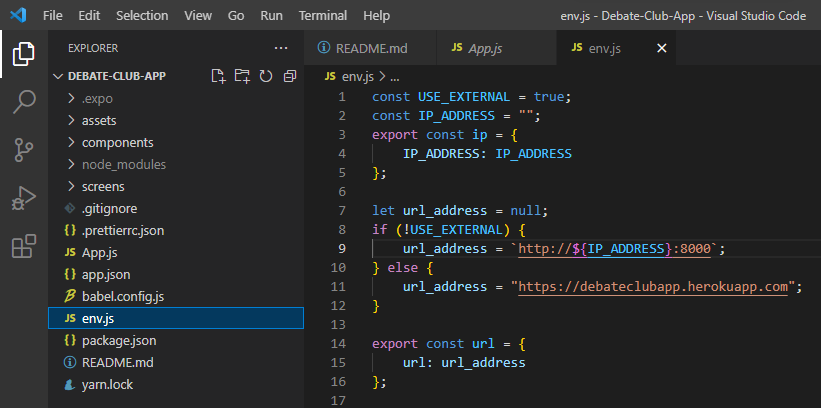 File Edit Selection View Go Run Terminal Help env.js - Debate-Club-App - Visual Studio Code
EXPLORER ...
DEBATE-CLUB-APP
.expo
assets
components
node_modules
screens
.gitignore
{} .prettierrc.json
JS App.js
{} app.json
babel.config.js
JS env.js
{} package.json
README.md
yarn.lock
README.md JS App.js JS env.js
JS env.js > ...
1 const USE_EXTERNAL = true;
2 const IP_ADDRESS = "";
3 export const ip = {
4 IP_ADDRESS: IP_ADDRESS
5 };
6
7 let url_address = null;
8 if (!USE_EXTERNAL) {
9 url_address = `http://${IP_ADDRESS}:8000`;
10 } else {
11 url_address = "https://debateclubapp.herokuapp.com";
12 }
13
14 export const url = {
15 url: url_address
16 };
17